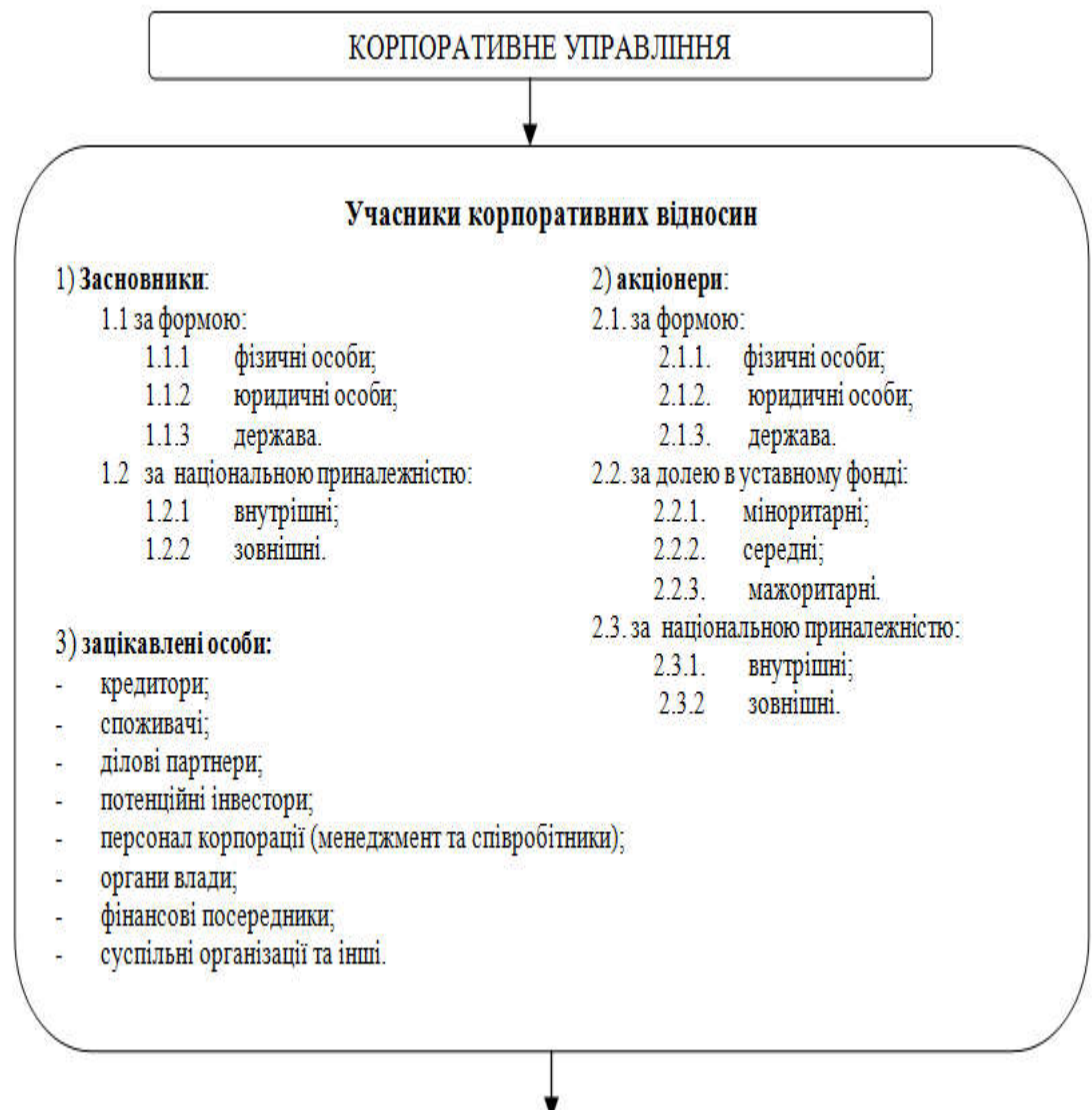 КОРПОРАТИВНЕ УПРАВЛІННЯ
Учасники корпоративних відносин
1) Засновники:
1.1 за формою:
1.1.1 фізичні особи;
1.1.2 юридичні особи;
1.1.3 держава.
1.2 за національною приналежністю:
1.2.1 внутрішні;
1.2.2 зовнішні.
2) акціонери:
2.1. за формою:
2.1.1. фізичні особи;
2.1.2. юридичні особи;
2.1.3. держава.
2.2. за долею в уставному фонді:
2.2.1. міноритарні;
2.2.2. середні;
2.2.3. мажоритарні.
2.3. за національною приналежністю:
2.3.1. внутрішні;
2.3.2 зовнішні.
3) зацікавлені особи:
- кредитори;
- споживачі;
- ділові партнери;
- потенційні інвестори;
- персонал корпорації (менеджмент та співробітники);
- органи влади;
- фінансові посередники;
- суспільні організації та інші.